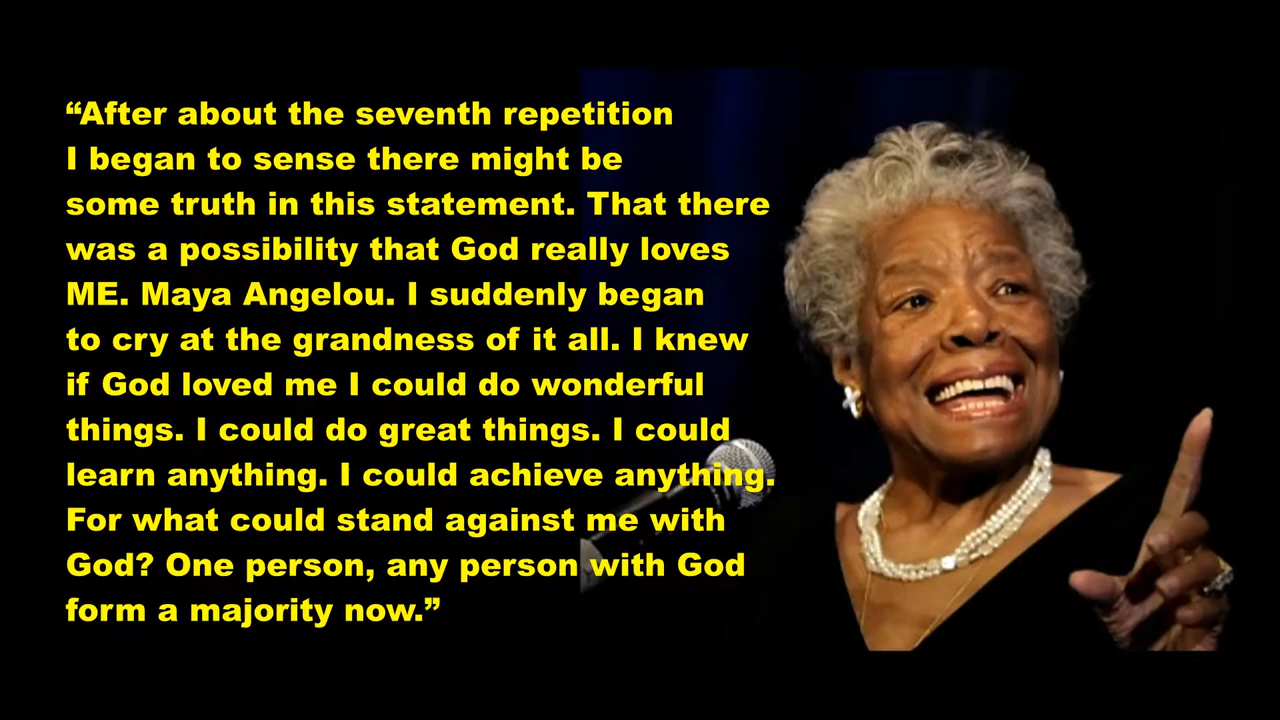 “After about the seventh repetition
I began to sense there might be
some truth in this statement. That there
was a possibility that God really loves
ME. Maya Angelou. I suddenly began
to cry at the grandness of it all. I knew
if God loved me I could do wonderful
things. I could do great things. I could
learn anything. I could achieve anything.
For what could stand against me with
God? One person, any person with God
form a majority now.”